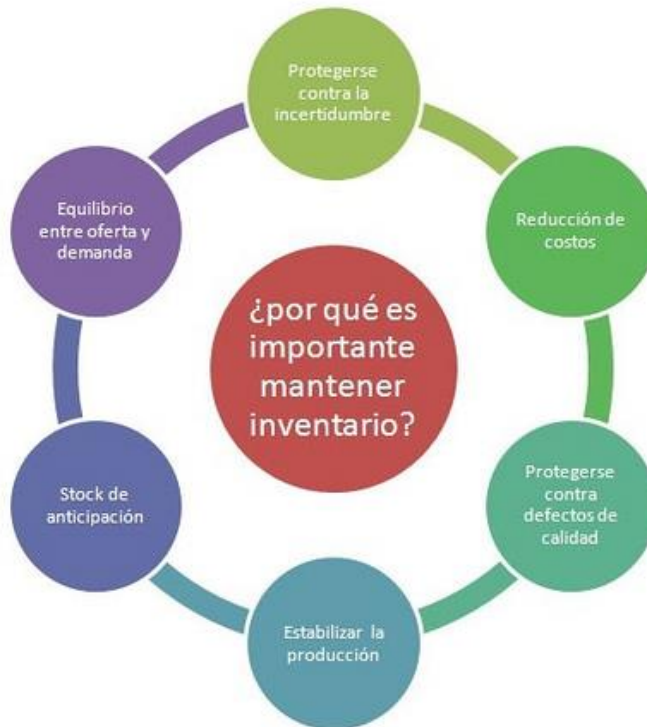 ¿por qué es
importante
mantener
inventario?
Protegerse
contra la
incertidumbre
Reducción de
costos
Protegerse
contra
defectos de
calidad
Estabilizar la
producción
Stock de
anticipación
Equilibrio
entre oferta y
demanda